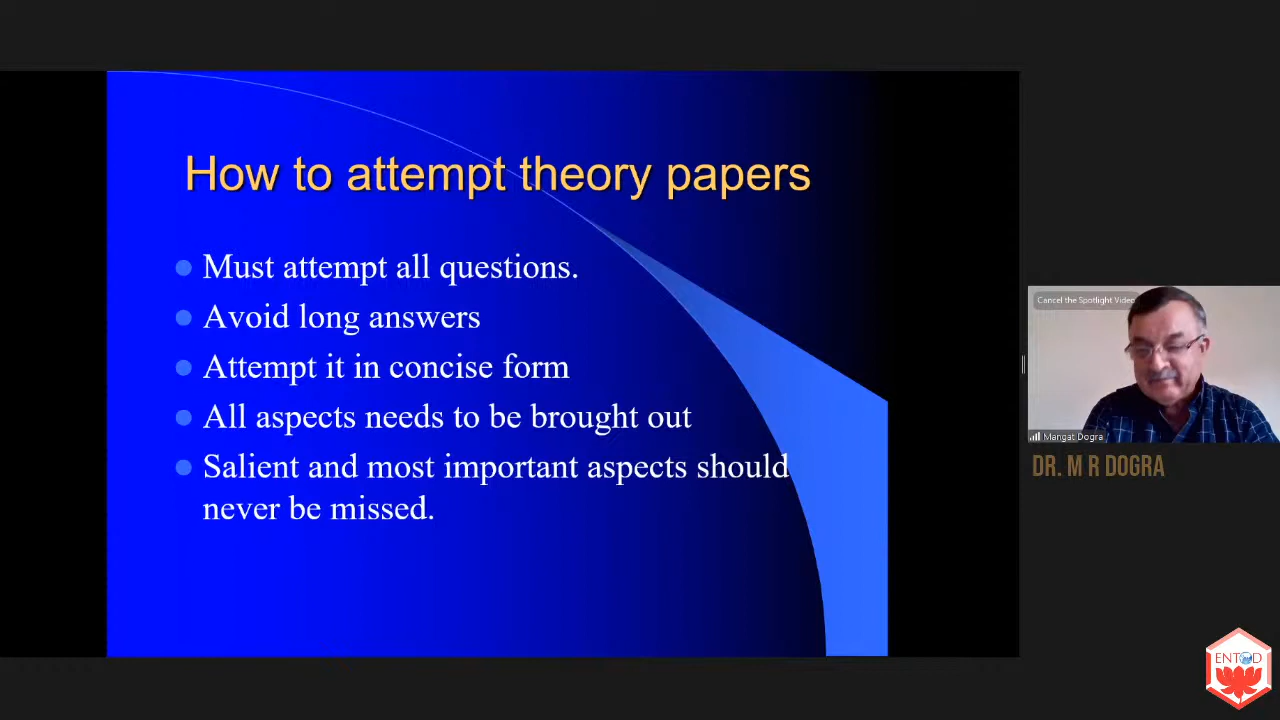 How to attempt theory papers
Must attempt all questions.
Avoid long answers
Attempt it in concise form
All aspects needs to be brought out
Salient and most important aspects should
never be missed.
Cancel the Spotlight Video
Mangat Dogra
DR. M R DOGRA
ENTOD